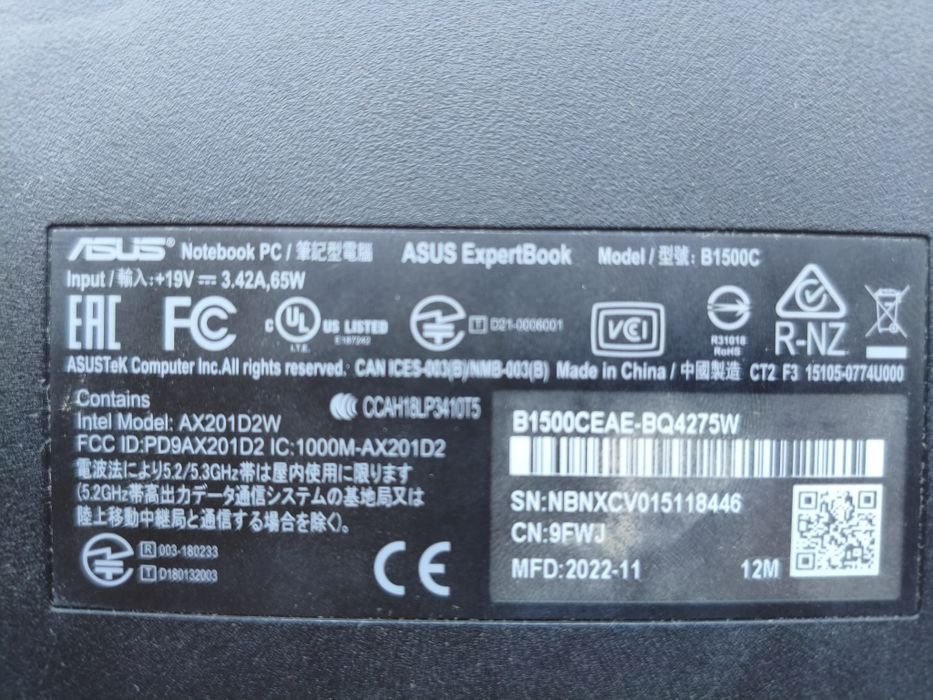 ASUS® Notebook PC / 筆記型電腦 ASUS ExpertBook Model / 型號: B1500C
Input / 輸入:+19V⎓ 3.42A,65W
EAC FC c UL US LISTED I.T.E. E187242 T D21-0006001 VCCI R31018 RoHS R-NZ
ASUSTeK Computer Inc.All rights reserved. CAN ICES-003(B)/NMB-003(B) Made in China / 中國製造 CT2 F3 15105-0774U000
Contains CCAH18LP3410T5
Intel Model: AX201D2W
FCC ID:PD9AX201D2 IC:1000M-AX201D2
電波法により5.2/5.3GHz帯は屋内使用に限ります
(5.2GHz帯高出力データ通信システムの基地局又は
陸上移動中継局と通信する場合を除く)。
R 003-180233
T D180132003
CE
B1500CEAE-BQ4275W
SN:NBNXCV015118446
CN:9FWJ
MFD:2022-11 12M